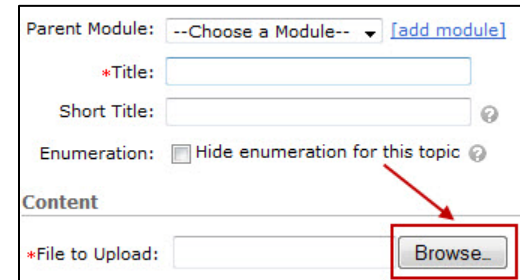 Parent Module: --Choose a Module-- [add module]
*Title:
Short Title: ?
Enumeration: Hide enumeration for this topic ?
Content
*File to Upload: Browse…